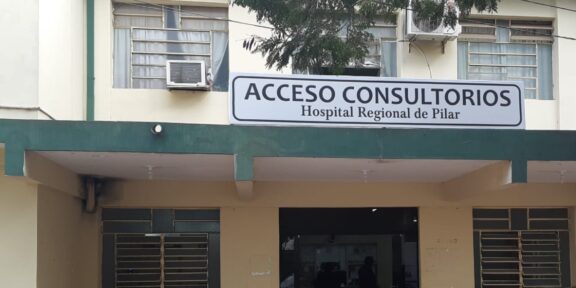 ACCESO CONSULTORIOS
Hospital Regional de Pilar